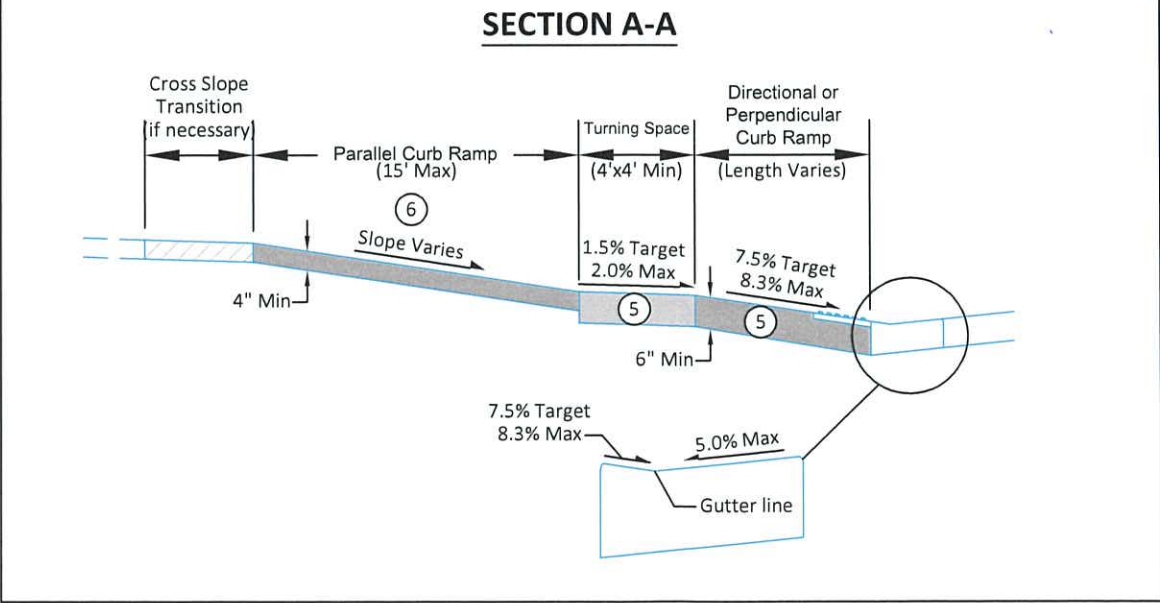 SECTION A-A
Cross Slope
Transition
(if necessary)
Parallel Curb Ramp
(15' Max)
6
Slope Varies
4" Min
Turning Space
(4'x4' Min)
1.5% Target
2.0% Max
5
Directional or
Perpendicular
Curb Ramp
(Length Varies)
7.5% Target
8.3% Max
5
6" Min
7.5% Target
8.3% Max
5.0% Max
Gutter line